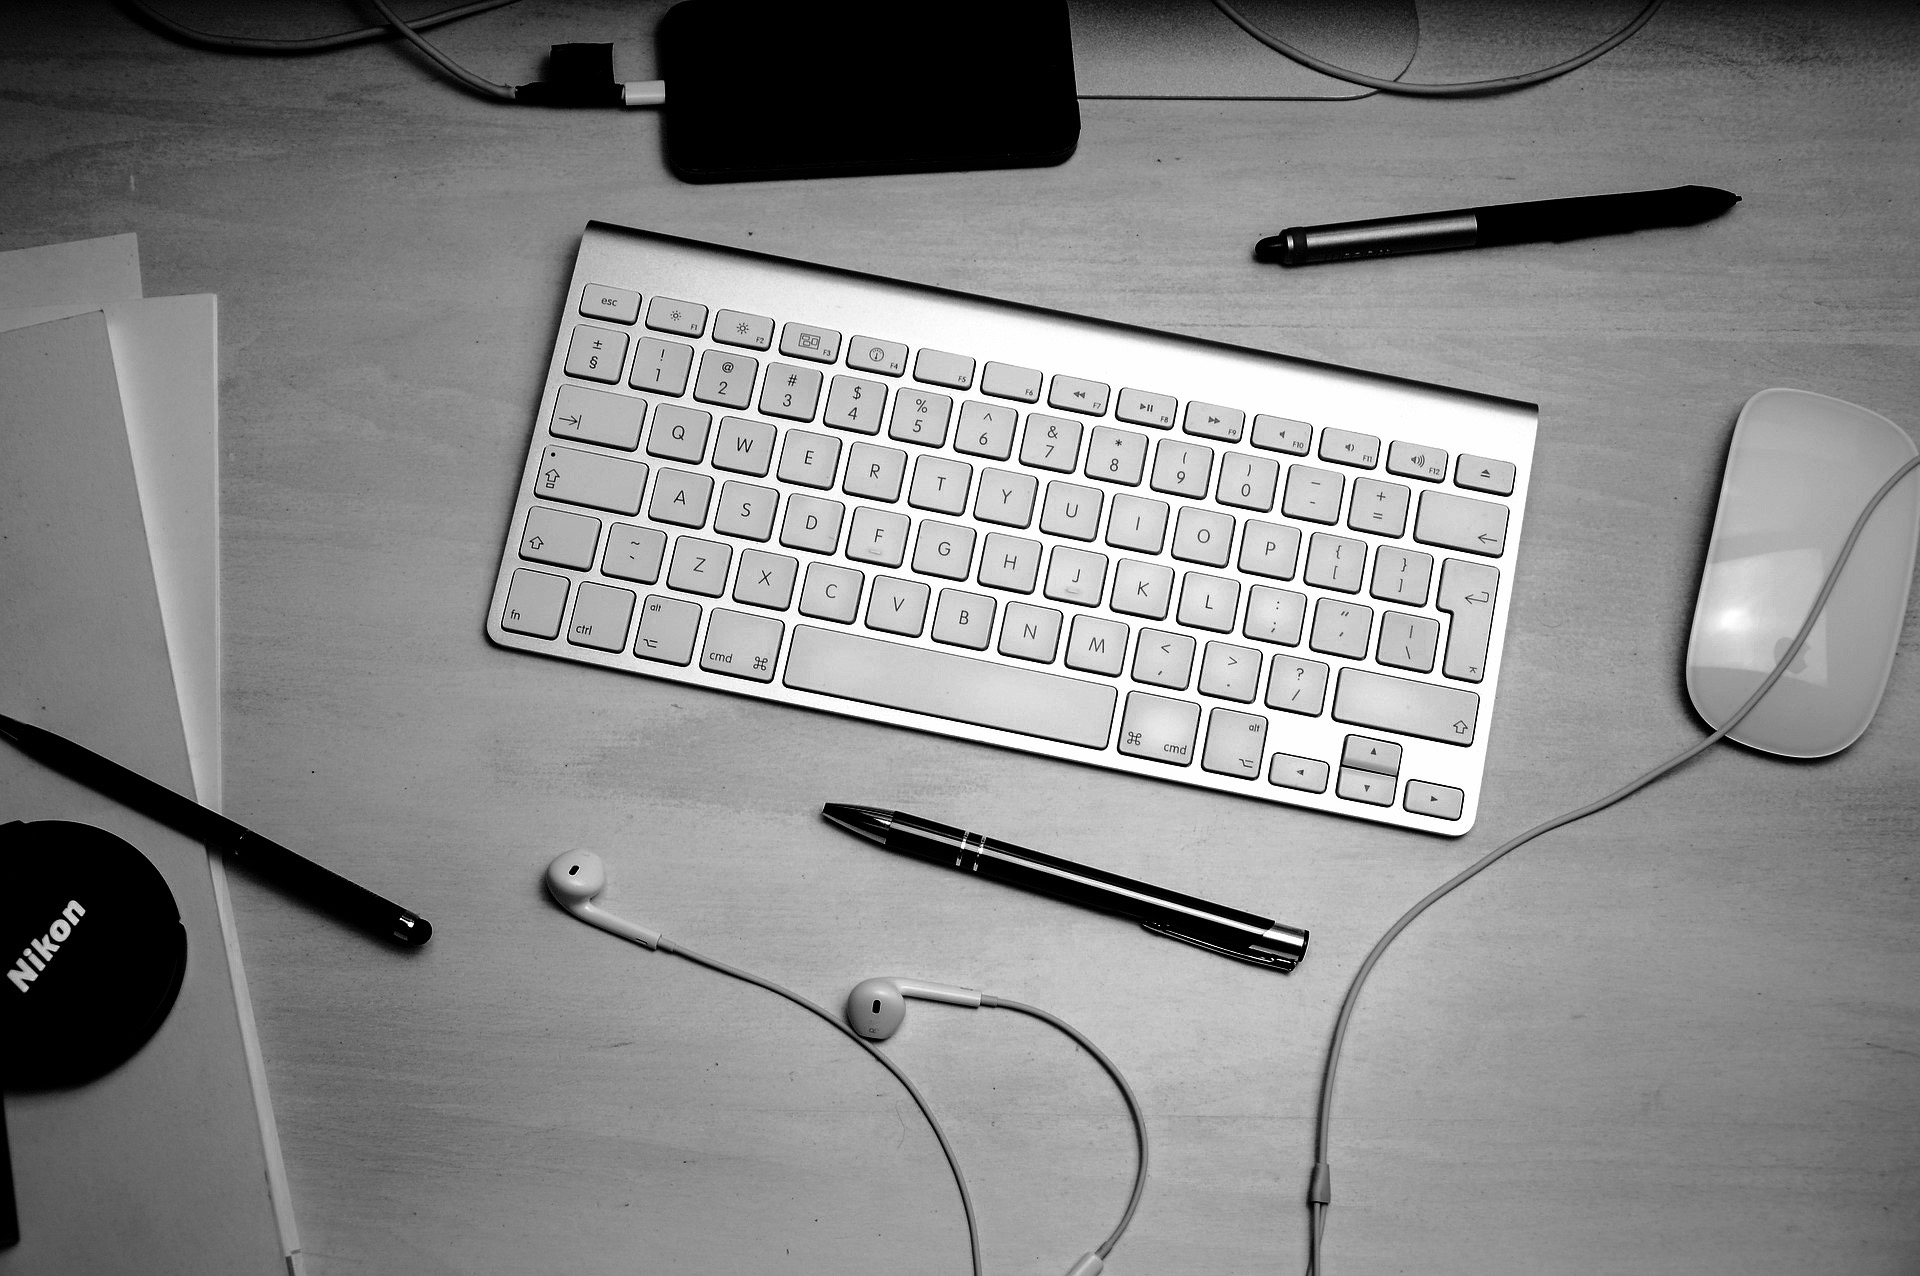 esc F1 F2 F3 F4 F5 F6 F7 F8 F9 F10 F11 F12
± ! @ # $ % ^ & * ( ) _ +
§ 1 2 3 4 5 6 7 8 9 0 - =
Q W E R T Y U I O P { [ } ]
A S D F G H J K L : ; " ' | \
~ ` Z X C V B N M < , > . ? /
fn ctrl alt cmd ⌘ ⌘ cmd alt
Nikon